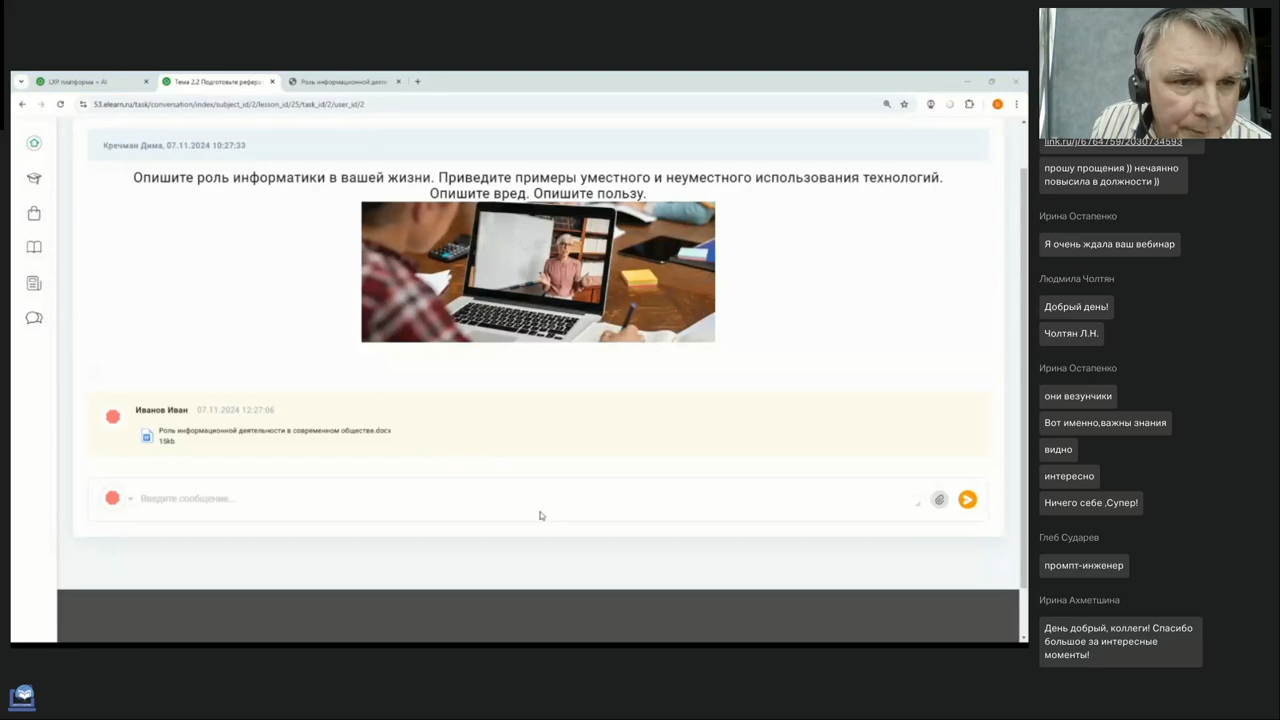 LXP платформа + AI
Тема 2.2 Подготовьте рефера
Роль информационной деяте
53.elearn.ru/task/conversation/index/subject_id/2/lesson_id/25/task_id/2/user_id/2
Кречман Дима, 07.11.2024 10:27:33
Опишите роль информатики в вашей жизни. Приведите примеры уместного и неуместного использования технологий.
Опишите вред. Опишите пользу.
Иванов Иван 07.11.2024 12:27:06
Роль информационной деятельности в современном обществе.docx
15kb
Введите сообщение...
link.ru/j/6764759/2030734593
прошу прощения )) нечаянно
повысила в должности ))
Ирина Остапенко
Я очень ждала ваш вебинар
Людмила Чолтян
Добрый день!
Чолтян Л.Н.
Ирина Остапенко
они везунчики
Вот именно,важны знания
видно
интересно
Ничего себе ,Супер!
Глеб Сударев
промпт-инженер
Ирина Ахметшина
День добрый, коллеги! Спасибо
большое за интересные
моменты!